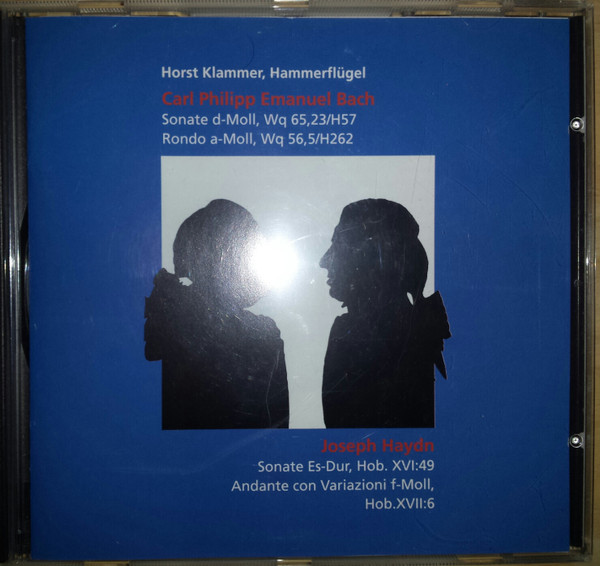 Horst Klammer, Hammerflügel
Carl Philipp Emanuel Bach
Sonate d-Moll, Wq 65,23/H57
Rondo a-Moll, Wq 56,5/H262
Joseph Haydn
Sonate Es-Dur, Hob. XVI:49
Andante con Variazioni f-Moll,
Hob.XVII:6